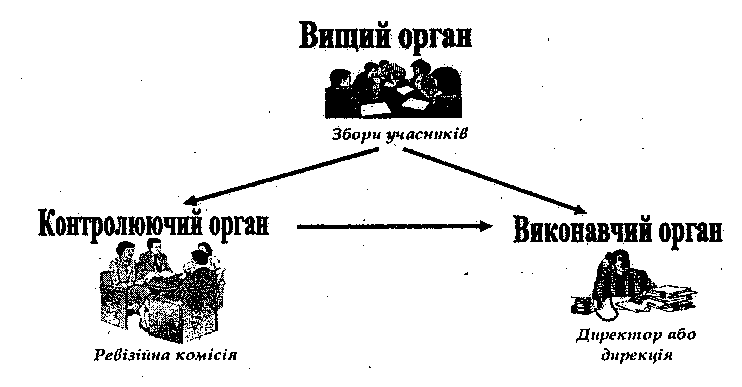 Вищий орган
Збори учасників
Контролюючий орган
Виконавчий орган
Ревізійна комісія
Директор або
дирекція